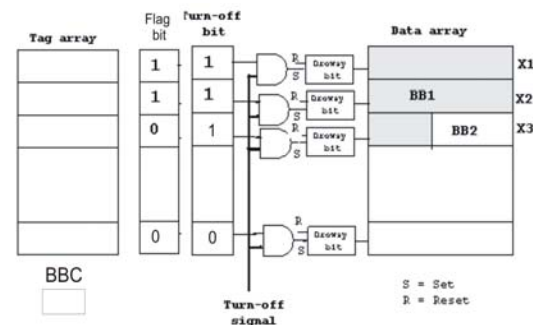 Tag array
Flag bit
Turn-off bit
Data array
1 1 R S Drowsy bit X1
1 1 R S Drowsy bit BB1 X2
0 1 R S Drowsy bit BB2 X3
0 0 R S Drowsy bit
BBC
Turn-off signal
S = Set
R = Reset